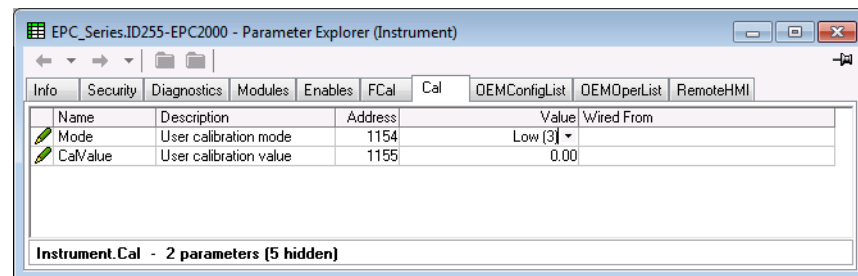 EPC_Series.ID255-EPC2000 - Parameter Explorer (Instrument)
Info Security Diagnostics Modules Enables FCal Cal OEMConfigList OEMOperList RemoteHMI
Name Description Address Value Wired From
Mode User calibration mode 1154 Low (3)
CalValue User calibration value 1155 0.00
Instrument.Cal - 2 parameters (5 hidden)